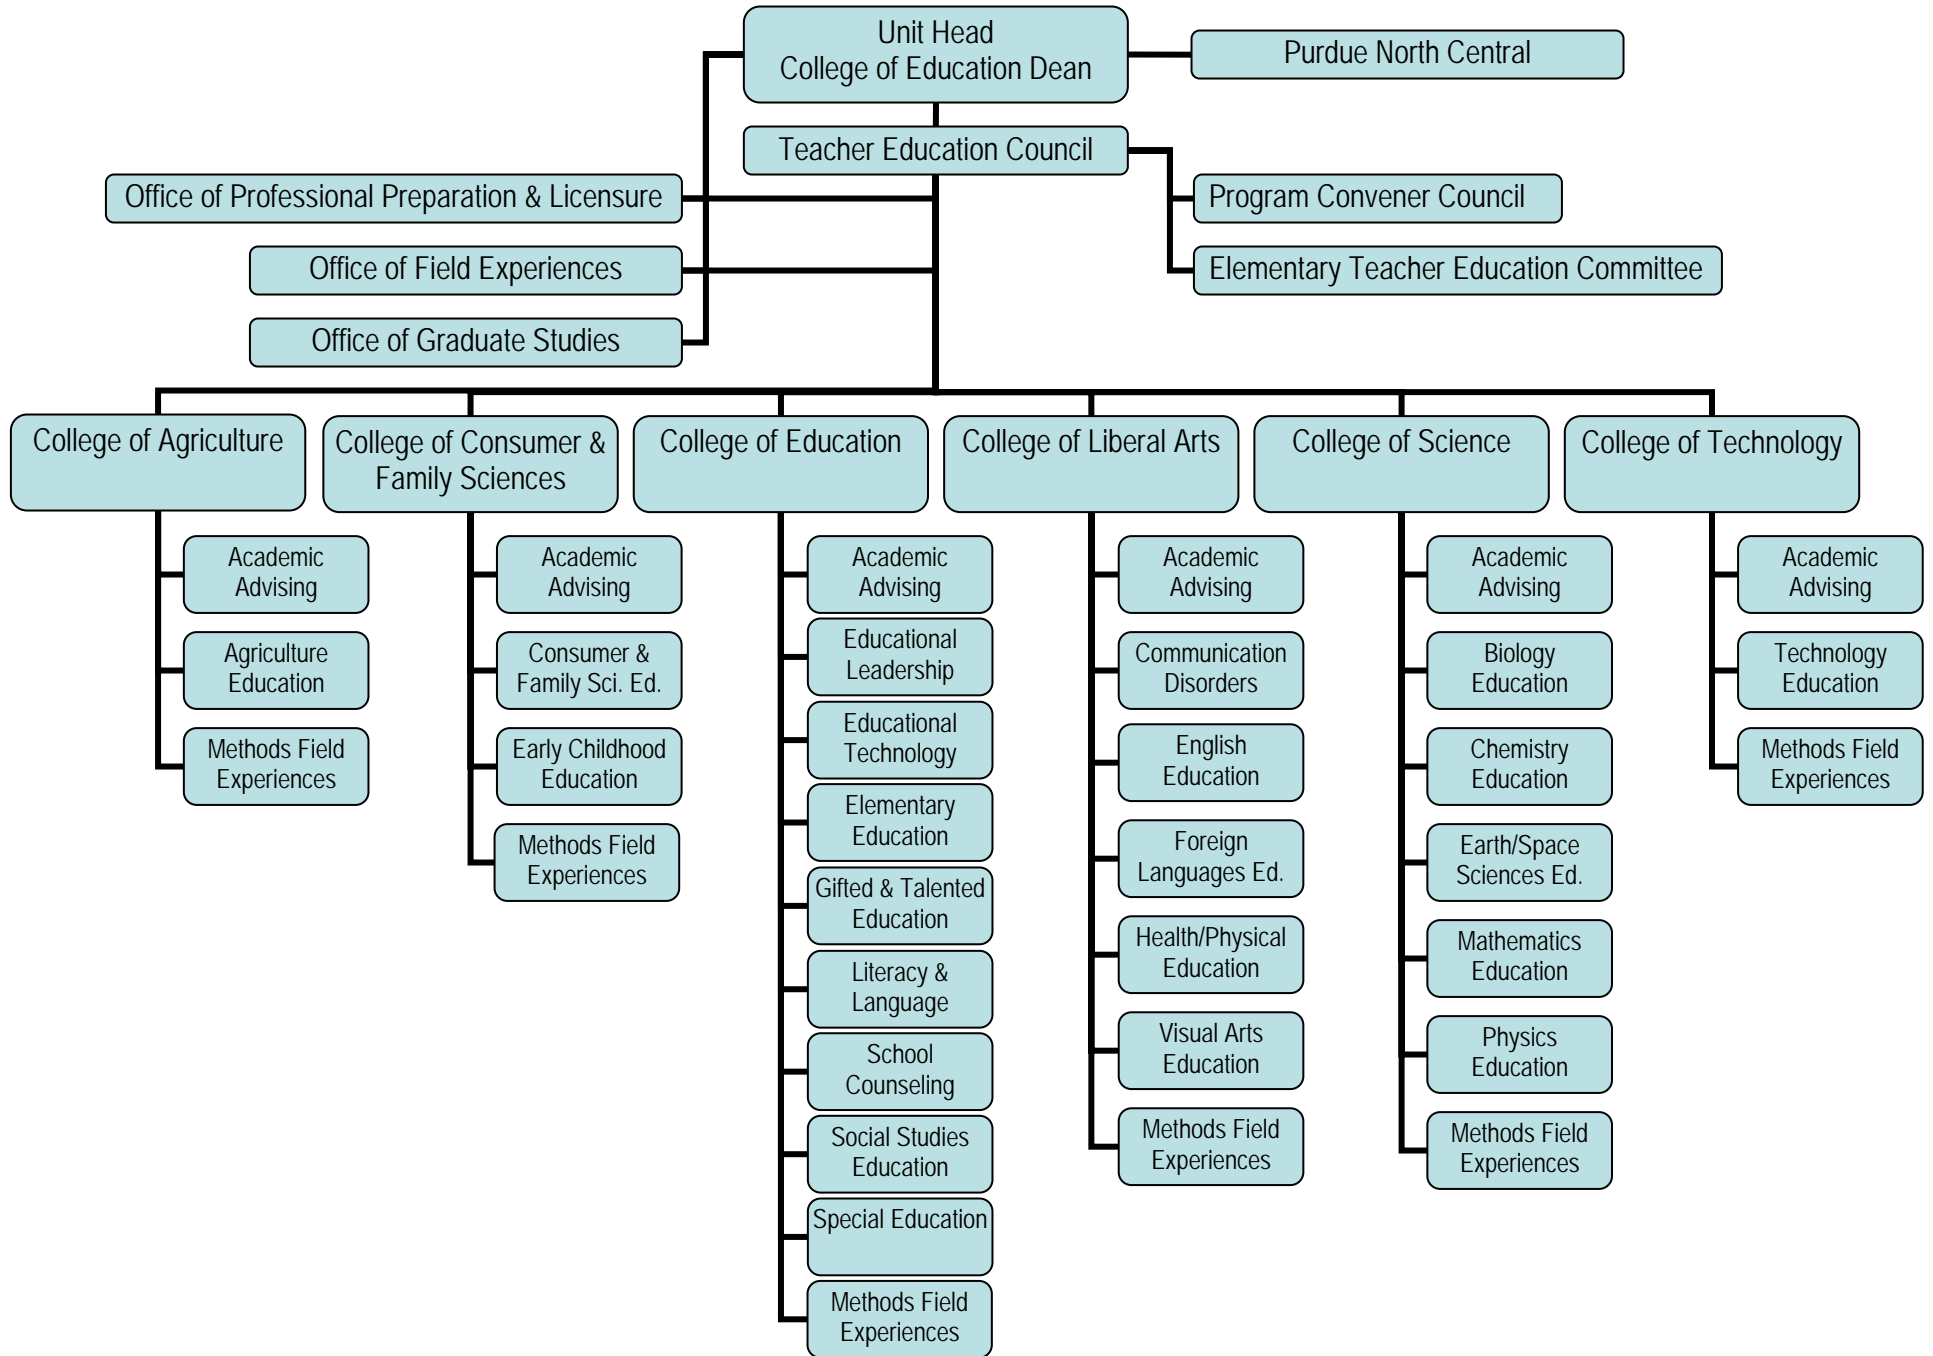 Unit Head
College of Education Dean
Purdue North Central
Teacher Education Council
Office of Professional Preparation & Licensure
Program Convener Council
Office of Field Experiences
Elementary Teacher Education Committee
Office of Graduate Studies
College of Agriculture
College of Consumer &
Family Sciences
College of Education
College of Liberal Arts
College of Science
College of Technology
Academic
Advising
Agriculture
Education
Methods Field
Experiences
Academic
Advising
Consumer &
Family Sci. Ed.
Early Childhood
Education
Methods Field
Experiences
Academic
Advising
Educational
Leadership
Educational
Technology
Elementary
Education
Gifted & Talented
Education
Literacy &
Language
School
Counseling
Social Studies
Education
Special Education
Methods Field
Experiences
Academic
Advising
Communication
Disorders
English
Education
Foreign
Languages Ed.
Health/Physical
Education
Visual Arts
Education
Methods Field
Experiences
Academic
Advising
Biology
Education
Chemistry
Education
Earth/Space
Sciences Ed.
Mathematics
Education
Physics
Education
Methods Field
Experiences
Academic
Advising
Technology
Education
Methods Field
Experiences